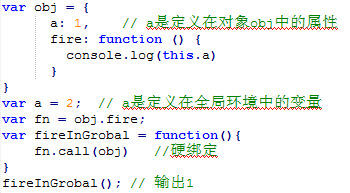 var obj = {
a: 1,    // a是定义在对象obj中的属性
fire: function () {
console.log(this.a)
}
}
var a = 2;  // a是定义在全局环境中的变量
var fn = obj.fire;
var fireInGrobal = function(){
fn.call(obj)   //硬绑定
}
fireInGrobal(); // 输出1